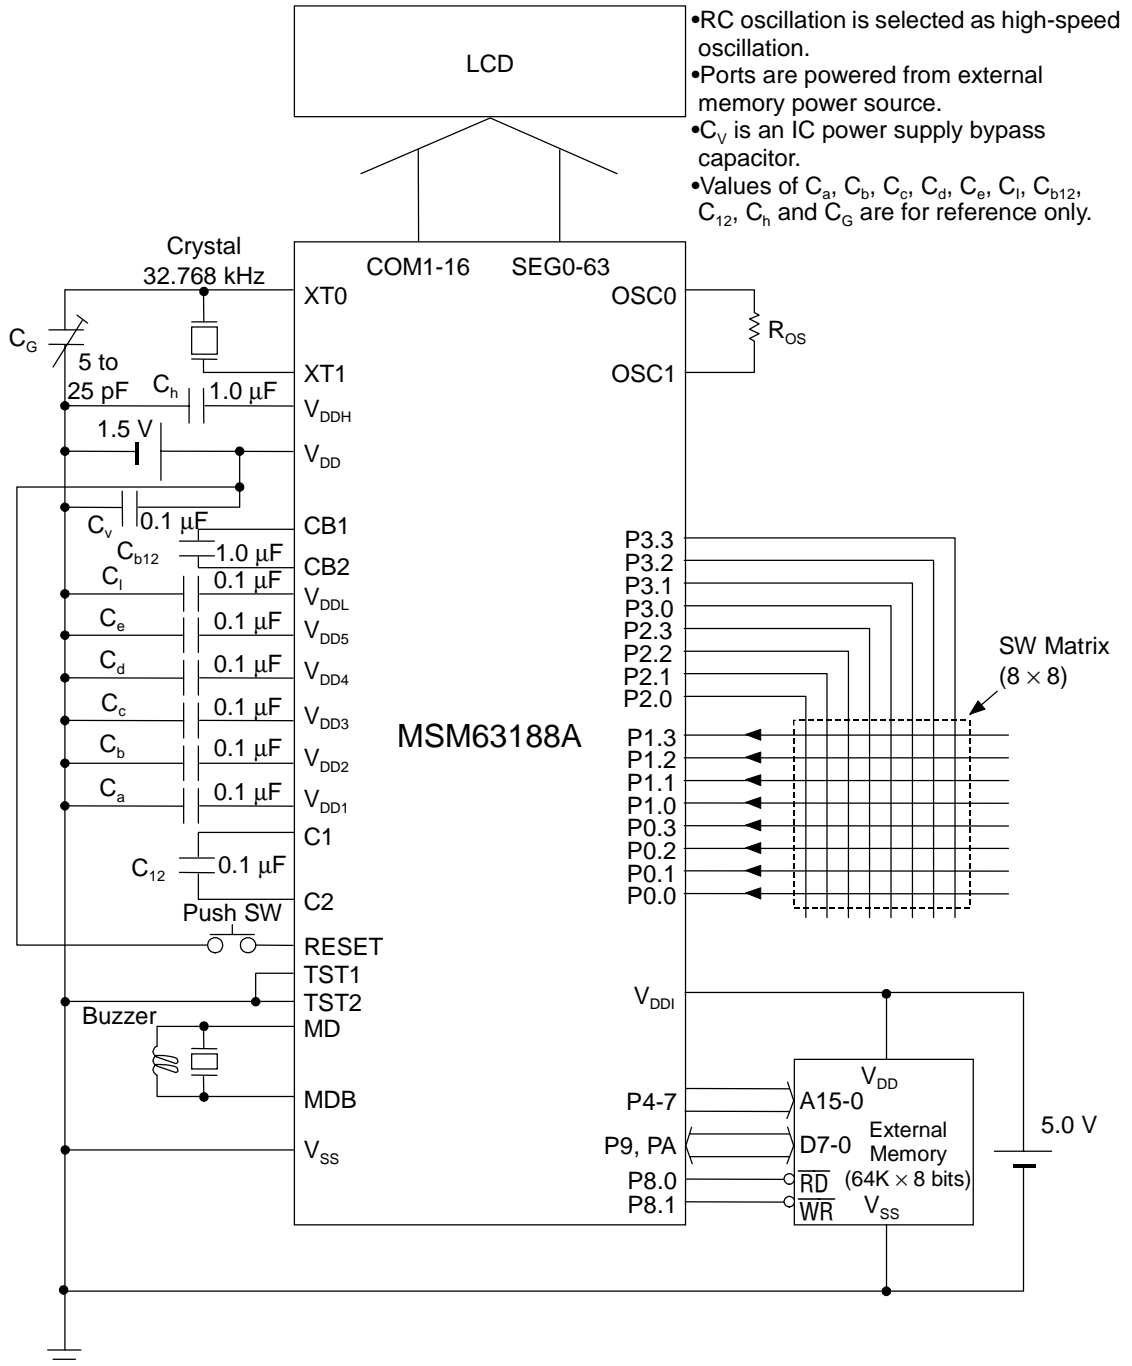 LCD
•RC oscillation is selected as high-speed
oscillation.
•Ports are powered from external
memory power source.
•C_V is an IC power supply bypass
capacitor.
•Values of C_a, C_b, C_c, C_d, C_e, C_l, C_b12,
C_12, C_h and C_G are for reference only.
COM1-16 SEG0-63
Crystal
32.768 kHz
XT0
C_G
5 to
25 pF
XT1
C_h 1.0 μF
V_DDH
1.5 V
V_DD
C_v 0.1 μF
CB1
C_b12 1.0 μF
CB2
C_l 0.1 μF V_DDL
C_e 0.1 μF V_DD5
C_d 0.1 μF V_DD4
C_c 0.1 μF V_DD3
C_b 0.1 μF V_DD2
C_a 0.1 μF V_DD1
C1
C_12 0.1 μF
C2
Push SW
RESET
TST1
TST2
Buzzer
MD
MDB
V_SS
MSM63188A
OSC0
R_OS
OSC1
P3.3
P3.2
P3.1
P3.0
P2.3
P2.2
P2.1
P2.0
SW Matrix
(8 × 8)
P1.3
P1.2
P1.1
P1.0
P0.3
P0.2
P0.1
P0.0
V_DDI
P4-7
P9, PA
P8.0
P8.1
V_DD
A15-0
D7-0
External
Memory
(64K × 8 bits)
RD
WR
V_SS
5.0 V